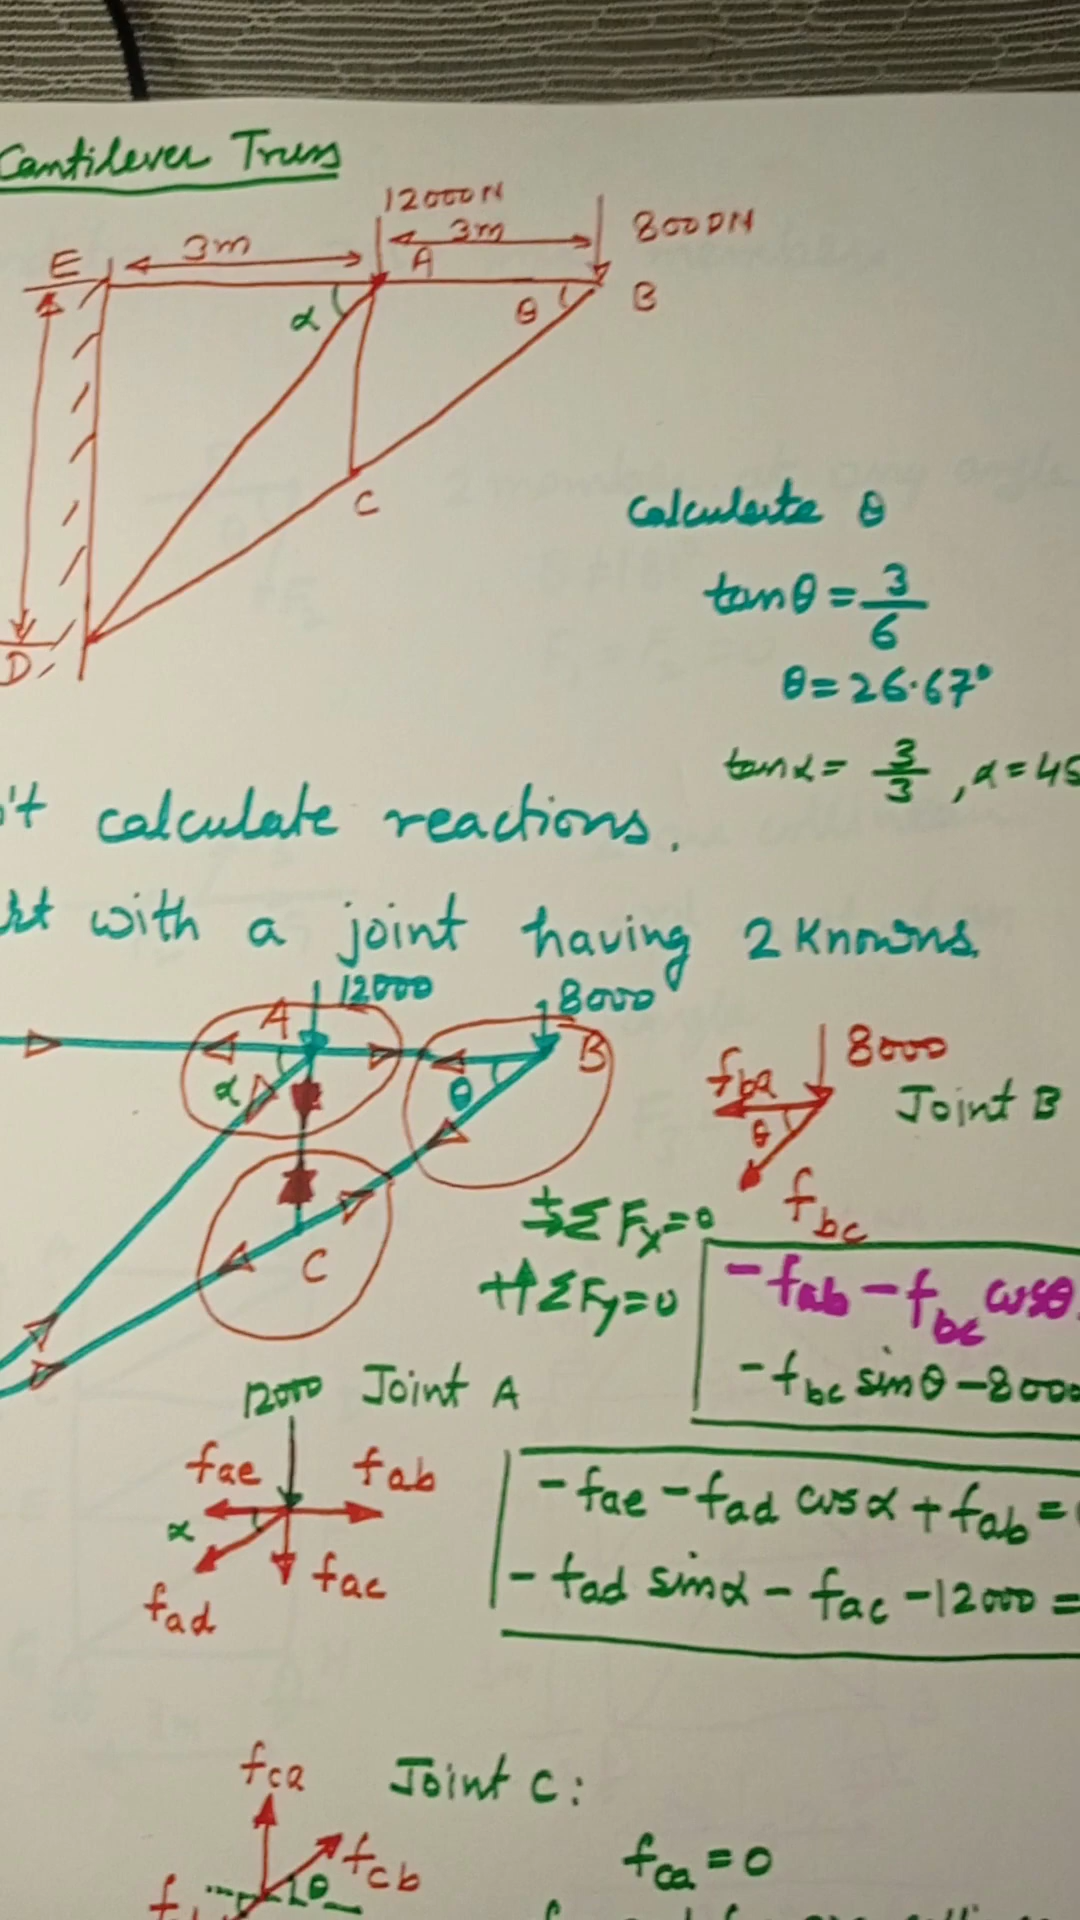 Cantilever Truss
12000N
3m
3m
8000N
E
A
B
α
θ
C
D
Calculate θ
tanθ = 3/6
θ = 26.67°
tanα = 3/3 , α = 45
't calculate reactions.
rt with a joint having 2 Knowns.
12000
8000
A
B
α
θ
C
fba
8000
Joint B
θ
fbc
+→ΣFx=0
+↑ΣFy=0
-fab - fbc cosθ
-fbc sinθ - 8000
12000 Joint A
fae
fab
α
fac
fad
-fae - fad cosα + fab =
- fad sinα - fac - 12000 =
fca
Joint C:
fcb
θ
fca = 0